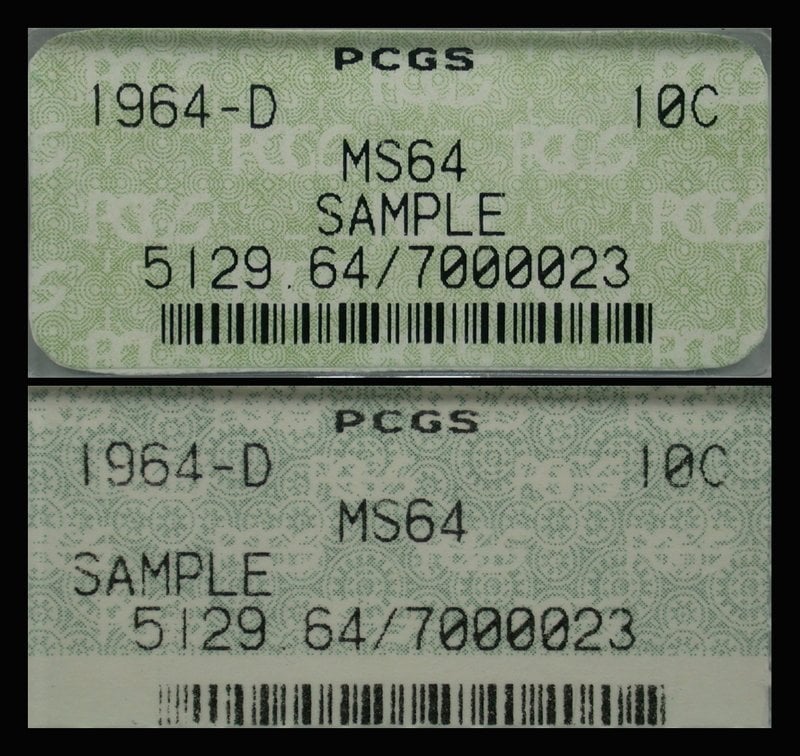 PCGS
1964-D 10C
MS64
SAMPLE
5129.64/7000023
PCGS
1964-D 10C
MS64
SAMPLE
5129.64/7000023